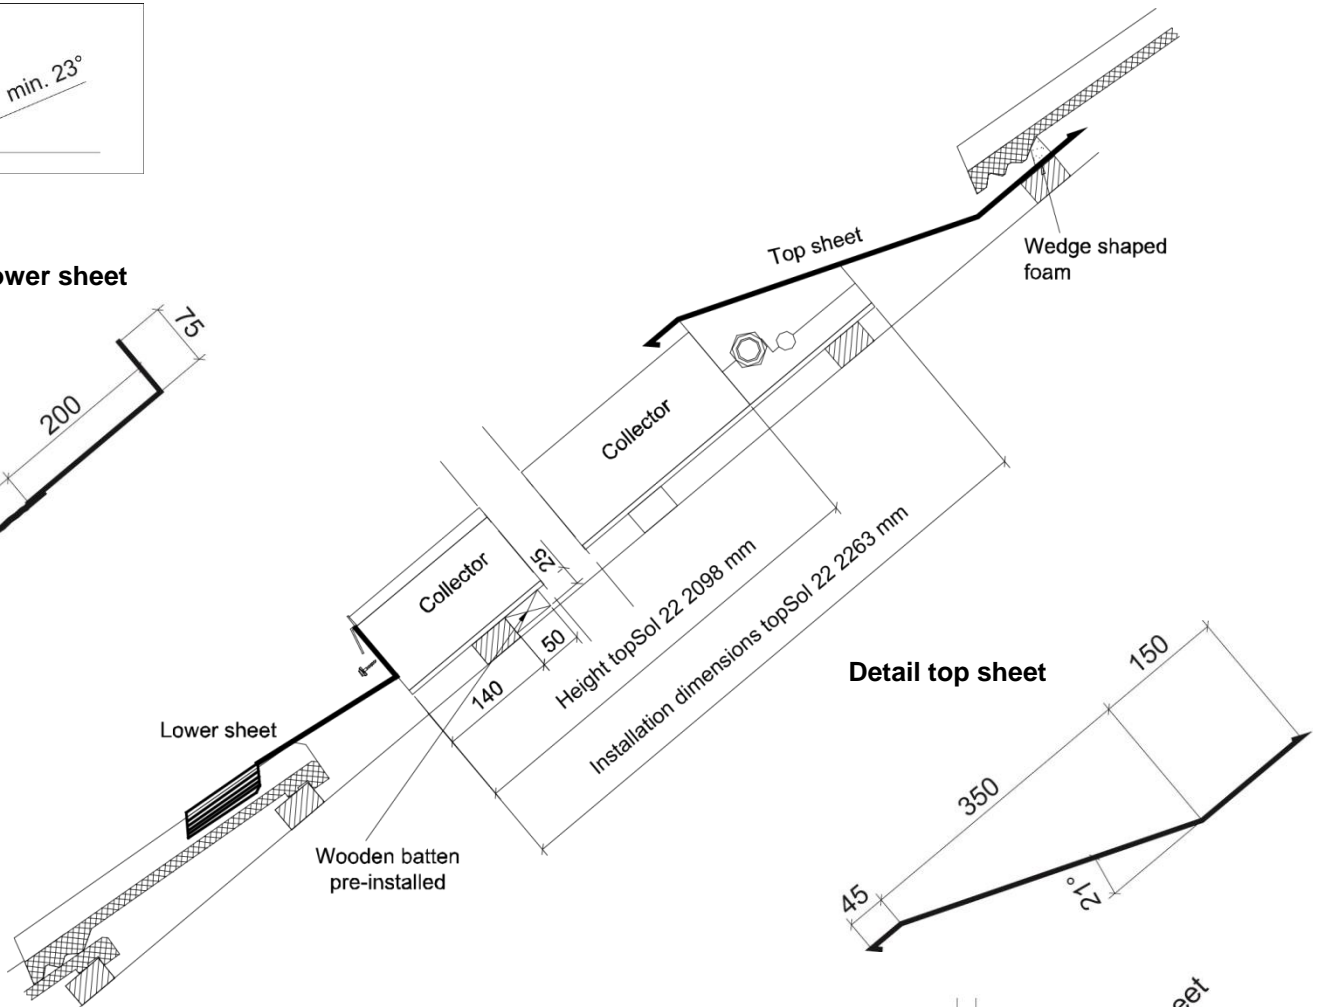 min. 23°
ower sheet
75
200
Top sheet
Wedge shaped
foam
Collector
Collector
25
50
140
Height topSol 22 2098 mm
Installation dimensions topSol 22 2263 mm
Lower sheet
Wooden batten
pre-installed
Detail top sheet
150
350
45
21°
eet